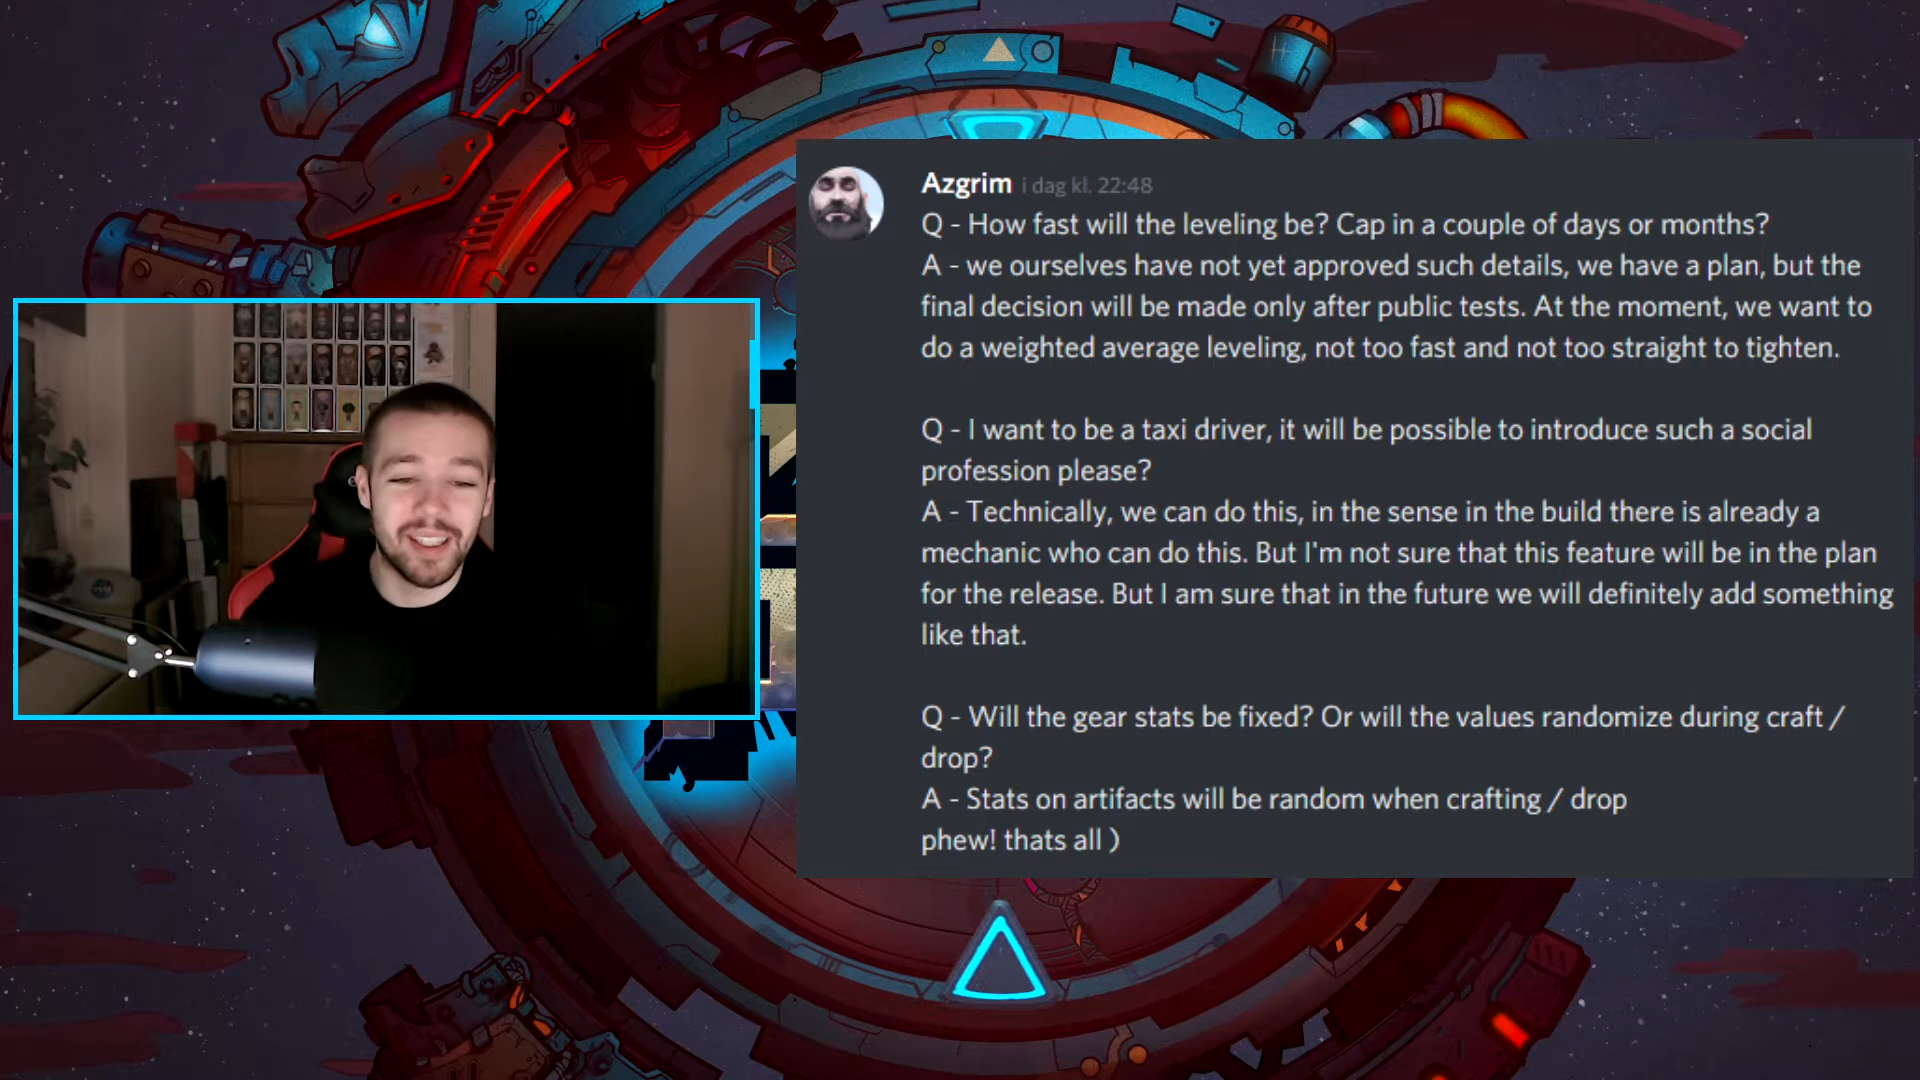 Azgrim i dag kl. 22:48
Q - How fast will the leveling be? Cap in a couple of days or months?
A - we ourselves have not yet approved such details, we have a plan, but the
final decision will be made only after public tests. At the moment, we want to
do a weighted average leveling, not too fast and not too straight to tighten.
Q - I want to be a taxi driver, it will be possible to introduce such a social
profession please?
A - Technically, we can do this, in the sense in the build there is already a
mechanic who can do this. But I'm not sure that this feature will be in the plan
for the release. But I am sure that in the future we will definitely add something
like that.
Q - Will the gear stats be fixed? Or will the values randomize during craft /
drop?
A - Stats on artifacts will be random when crafting / drop
phew! thats all )